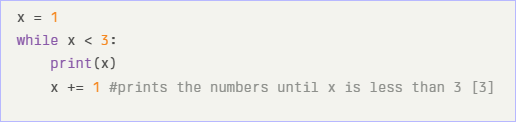 x = 1
while x < 3:
    print(x)
    x += 1 #prints the numbers until x is less than 3 [3]